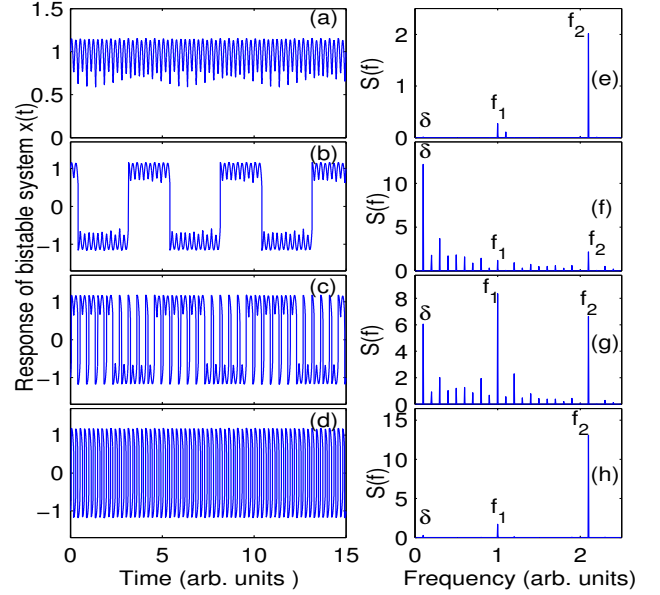 Response of bistable system x(t)
1.5
1
0.5
0
(a)
1
0
−1
(b)
1
0
−1
(c)
1
0
−1
(d)
0 5 10 15
Time (arb. units )
S(f)
2
1
0
δ
f1
f2
(e)
S(f)
10
5
0
δ
f1
f2
(f)
S(f)
8
6
4
2
0
δ
f1
f2
(g)
S(f)
15
10
5
0
δ
f1
f2
(h)
0 1 2
Frequency (arb. units)